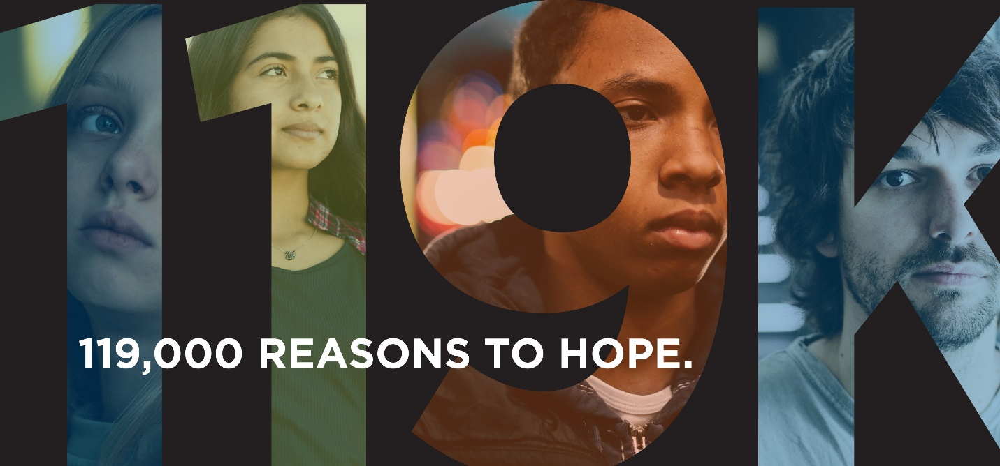 119K
119,000 REASONS TO HOPE.